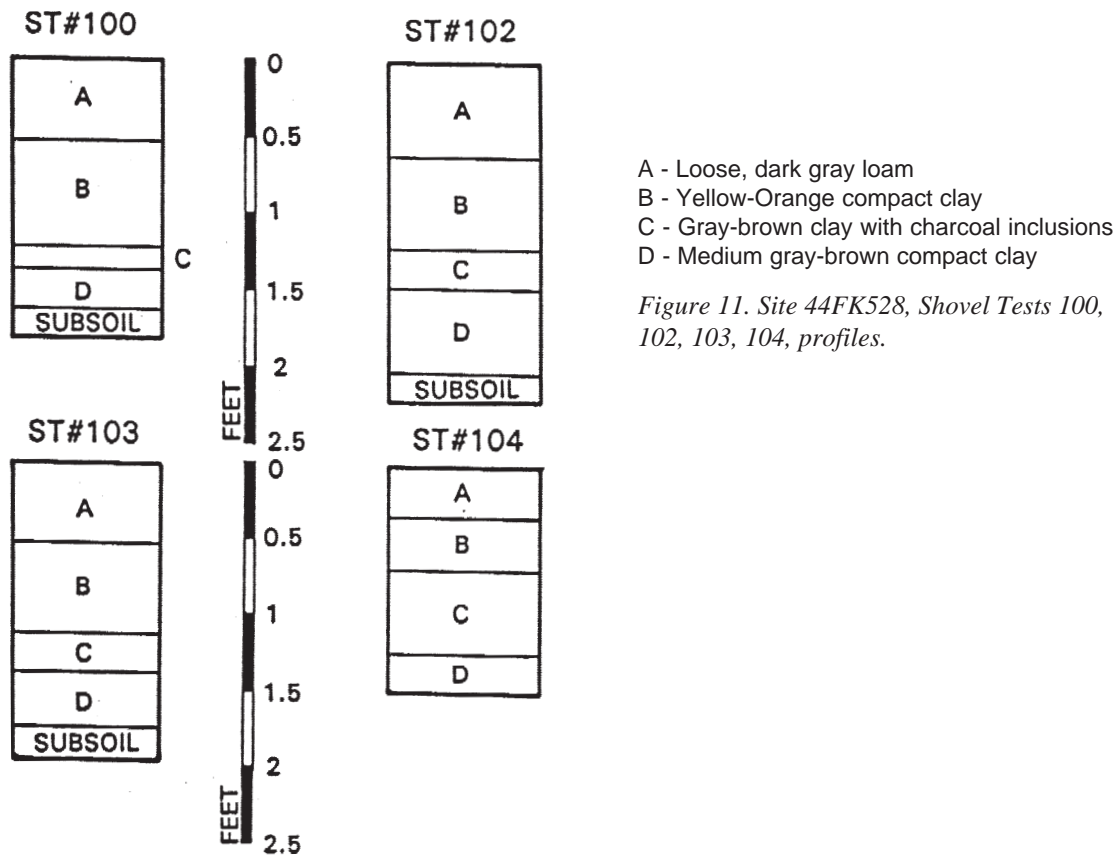 ST#100
A
B
C
D
SUBSOIL
0
0.5
1
1.5
2
2.5
FEET
ST#102
A
B
C
D
SUBSOIL
A - Loose, dark gray loam
B - Yellow-Orange compact clay
C - Gray-brown clay with charcoal inclusions
D - Medium gray-brown compact clay
Figure 11. Site 44FK528, Shovel Tests 100,
102, 103, 104, profiles.
ST#103
A
B
C
D
SUBSOIL
0
0.5
1
1.5
2
2.5
FEET
ST#104
A
B
C
D